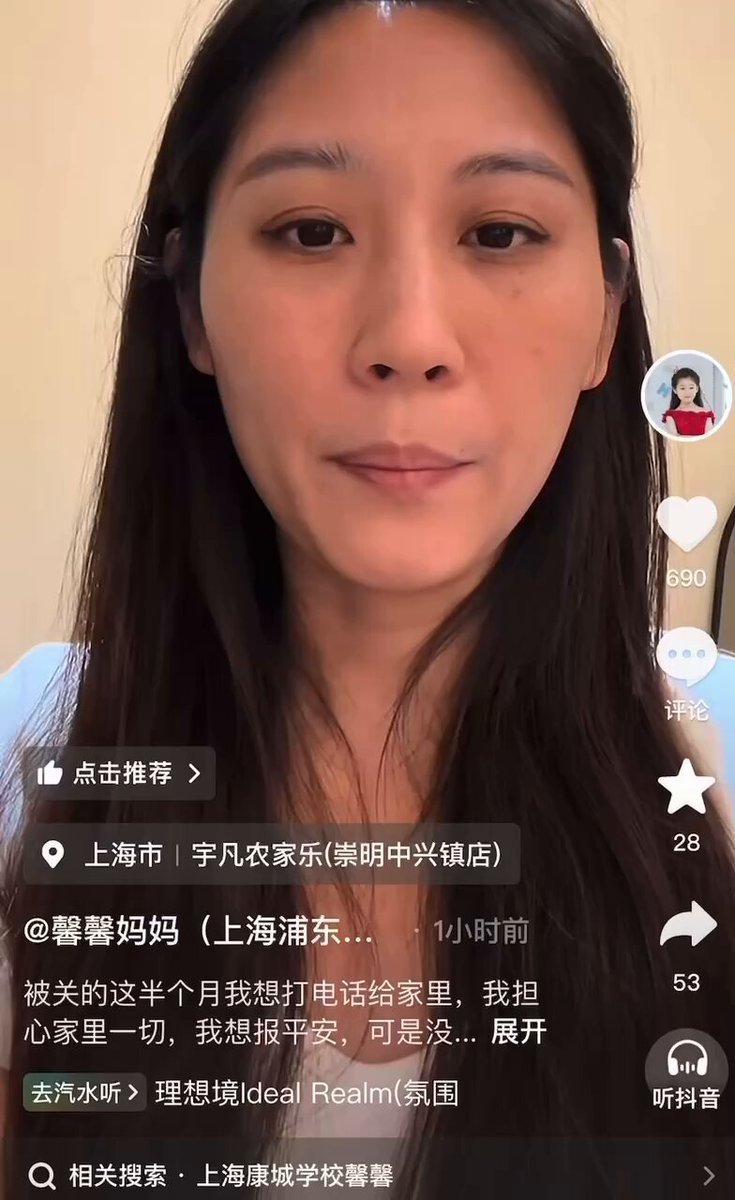 690
评论
点击推荐 >
上海市 | 宇凡农家乐(崇明中兴镇店)
28
@馨馨妈妈（上海浦东... · 1小时前
53
被关的这半个月我想打电话给家里，我担
心家里一切，我想报平安，可是没... 展开
去汽水听 > 理想境Ideal Realm(氛围
听抖音
相关搜索 · 上海康城学校馨馨 >